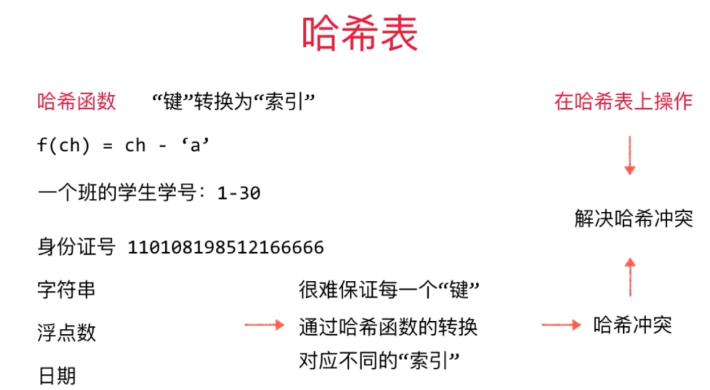 哈希表
哈希函数 “键”转换为“索引” 在哈希表上操作
f(ch) = ch - ‘a’
一个班的学生学号：1-30
解决哈希冲突
身份证号 110108198512166666
字符串 很难保证每一个“键”
浮点数 通过哈希函数的转换 哈希冲突
日期 对应不同的“索引”